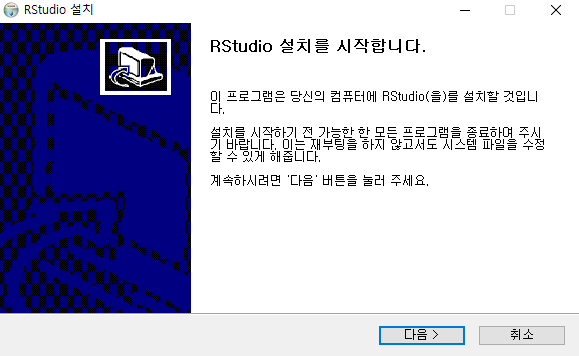 RStudio 설치
RStudio 설치를 시작합니다.
이 프로그램은 당신의 컴퓨터에 RStudio(을)를 설치할 것입니
다.
설치를 시작하기 전 가능한 한 모든 프로그램을 종료하여 주시
기 바랍니다. 이는 재부팅을 하지 않고서도 시스템 파일을 수정
할 수 있게 해줍니다.
계속하시려면 '다음' 버튼을 눌러 주세요.
다음 >
취소